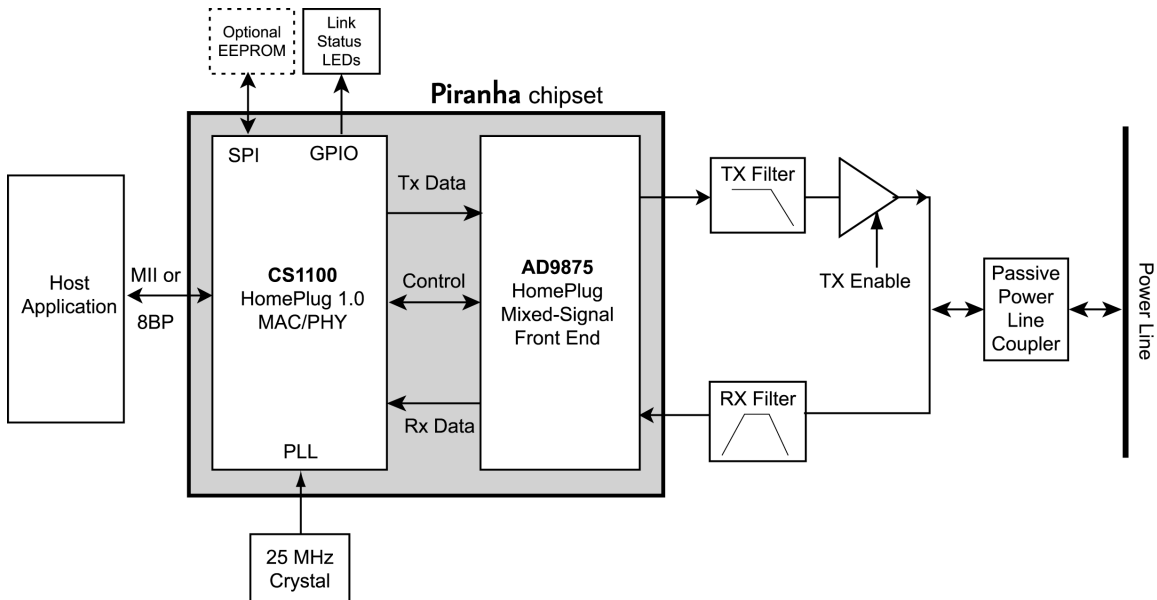 Optional
EEPROM
Link
Status
LEDs
Piranha chipset
SPI
GPIO
Host
Application
MII or
8BP
CS1100
HomePlug 1.0
MAC/PHY
PLL
Tx Data
Control
Rx Data
AD9875
HomePlug
Mixed-Signal
Front End
TX Filter
TX Enable
RX Filter
Passive
Power
Line
Coupler
Power Line
25 MHz
Crystal